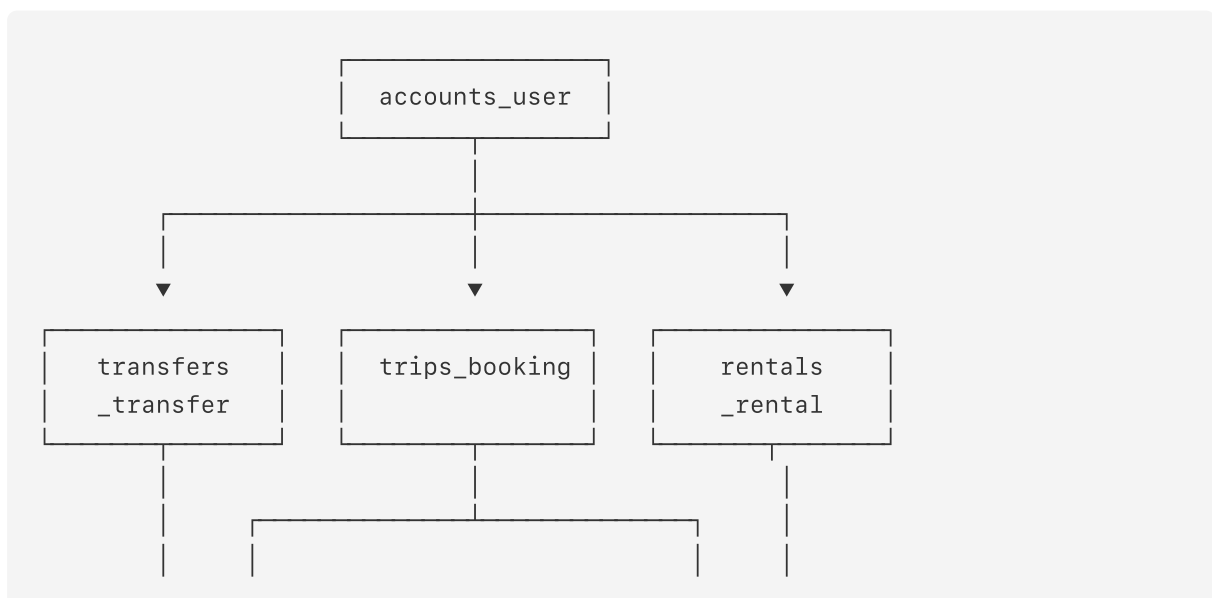 accounts_user
transfers trips_booking rentals
_transfer _rental